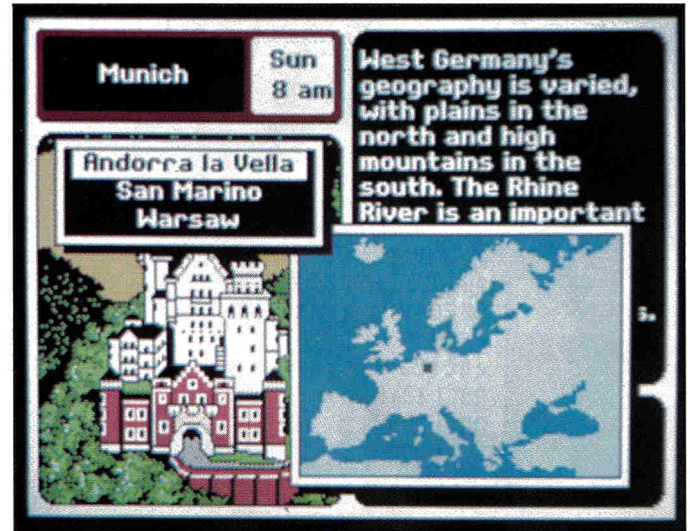 Munich
Sun
8 am
West Germany's
geography is varied,
with plains in the
north and high
mountains in the
south. The Rhine
River is an important
s.
Andorra la Vella
San Marino
Warsaw